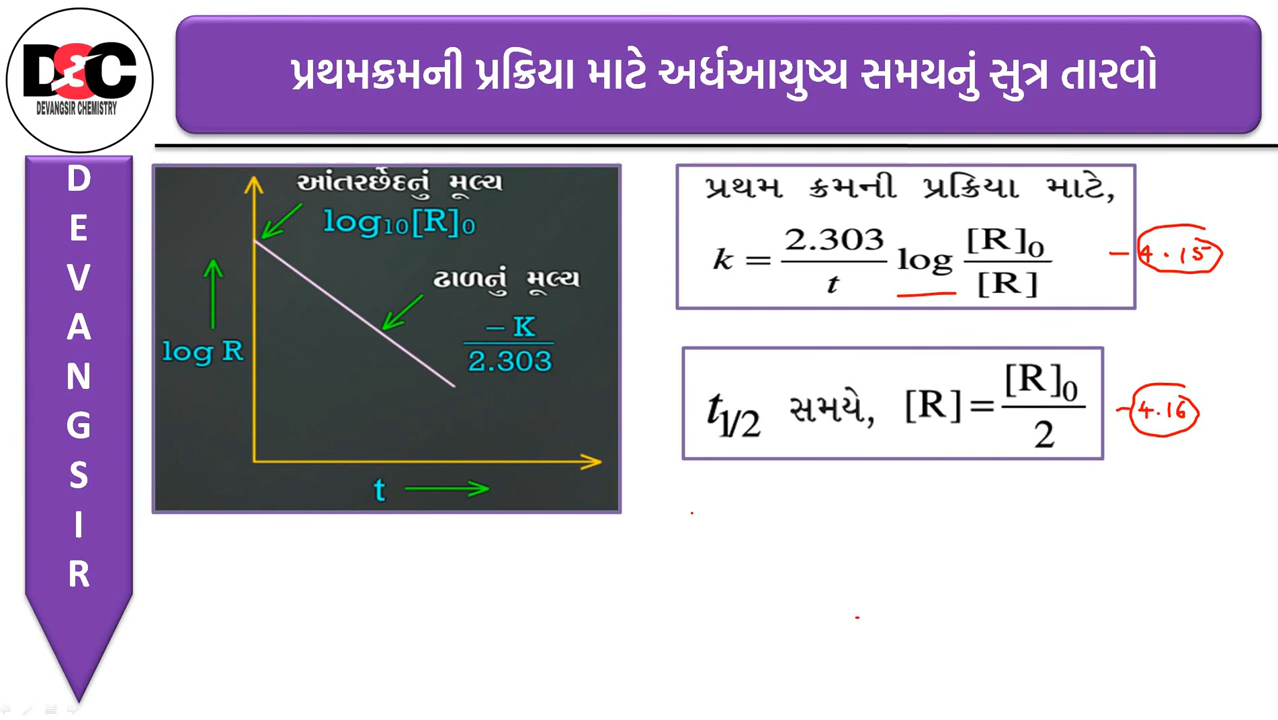 DEC
DEVANGSIR CHEMISTRY
પ્રથમક્રમની પ્રક્રિયા માટે અર્ધઆયુષ્ય સમયનું સુત્ર તારવો
D
E
V
A
N
G
S
I
R
આંતરછેદનું મૂલ્ય
log₁₀[R]₀
ઢાળનું મૂલ્ય
– K
2.303
log R
t
પ્રથમ ક્રમની પ્રક્રિયા માટે,
k = 2.303/t log [R]₀/[R] – 4.15
t₁/₂ સમયે, [R] = [R]₀/2 – 4.16